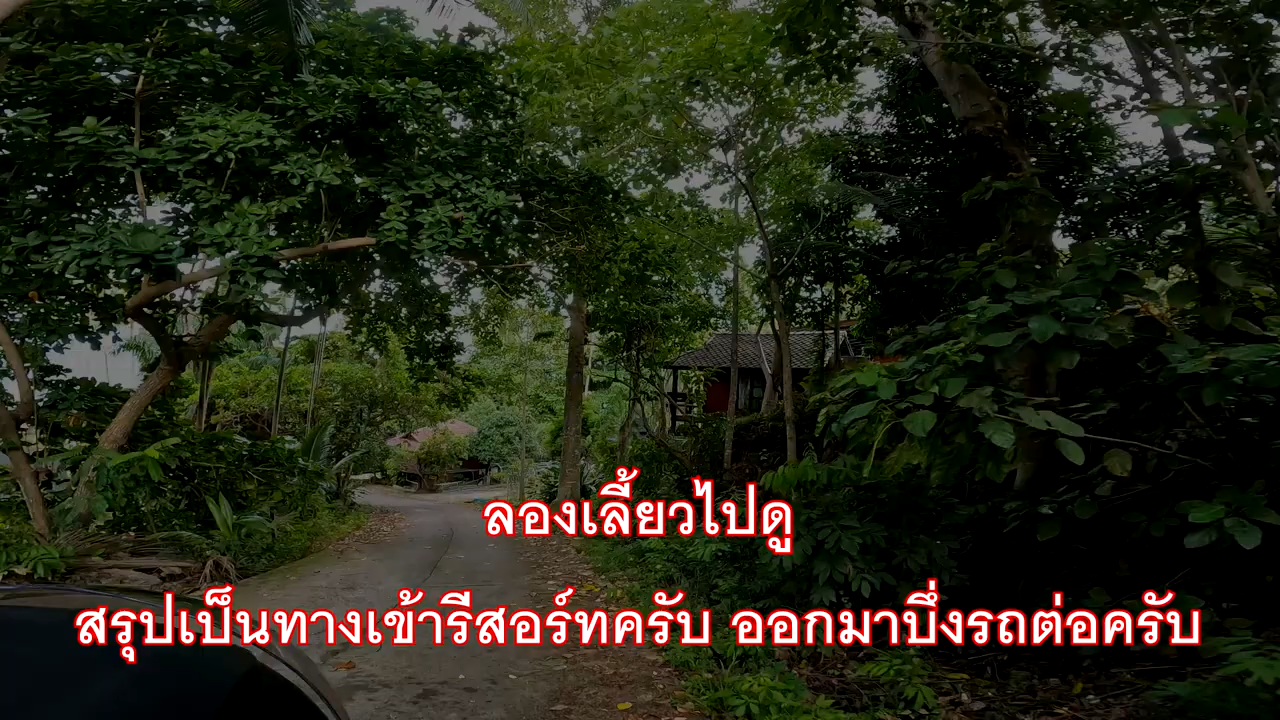 ลองเลี้ยวไปดู
สรุปเป็นทางเข้ารีสอร์ทครับ ออกมาบึ่งรถต่อครับ